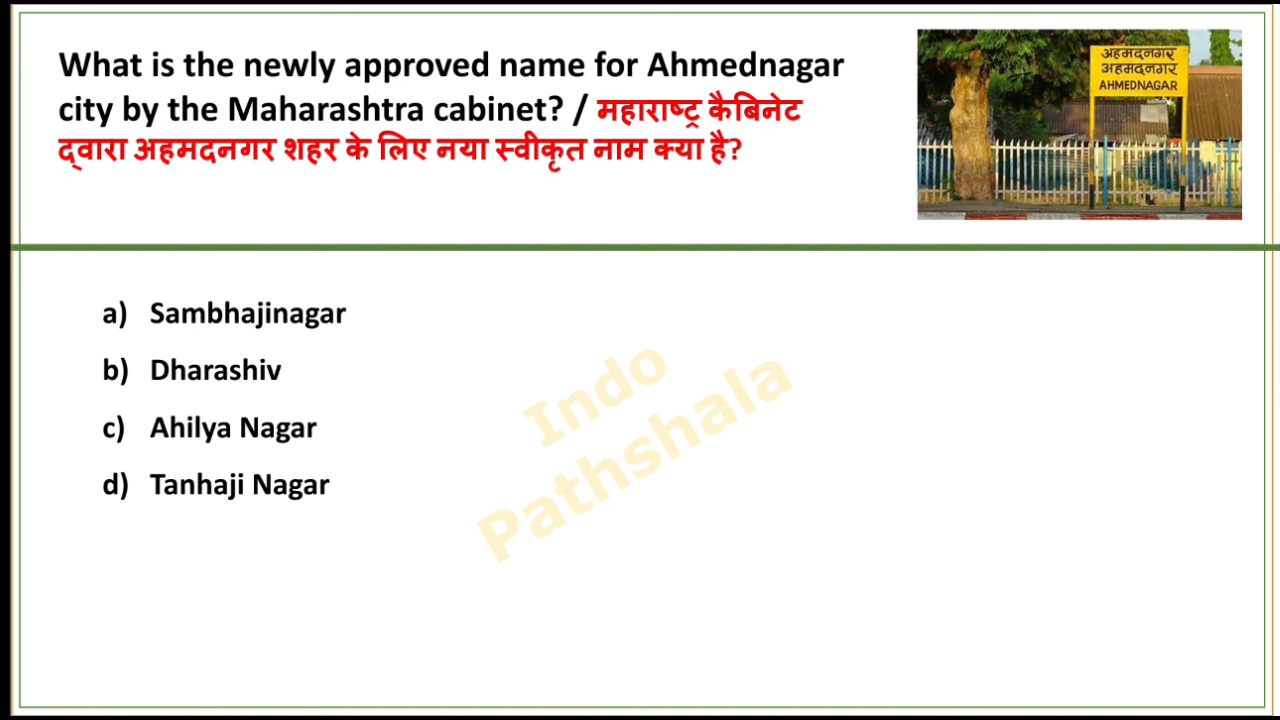 What is the newly approved name for Ahmednagar
city by the Maharashtra cabinet? / महाराष्ट्र कैबिनेट
द्वारा अहमदनगर शहर के लिए नया स्वीकृत नाम क्या है?
अहमदनगर
अहमदनगर
AHMEDNAGAR
a) Sambhajinagar
b) Dharashiv
c) Ahilya Nagar
d) Tanhaji Nagar
Indo
Pathshala